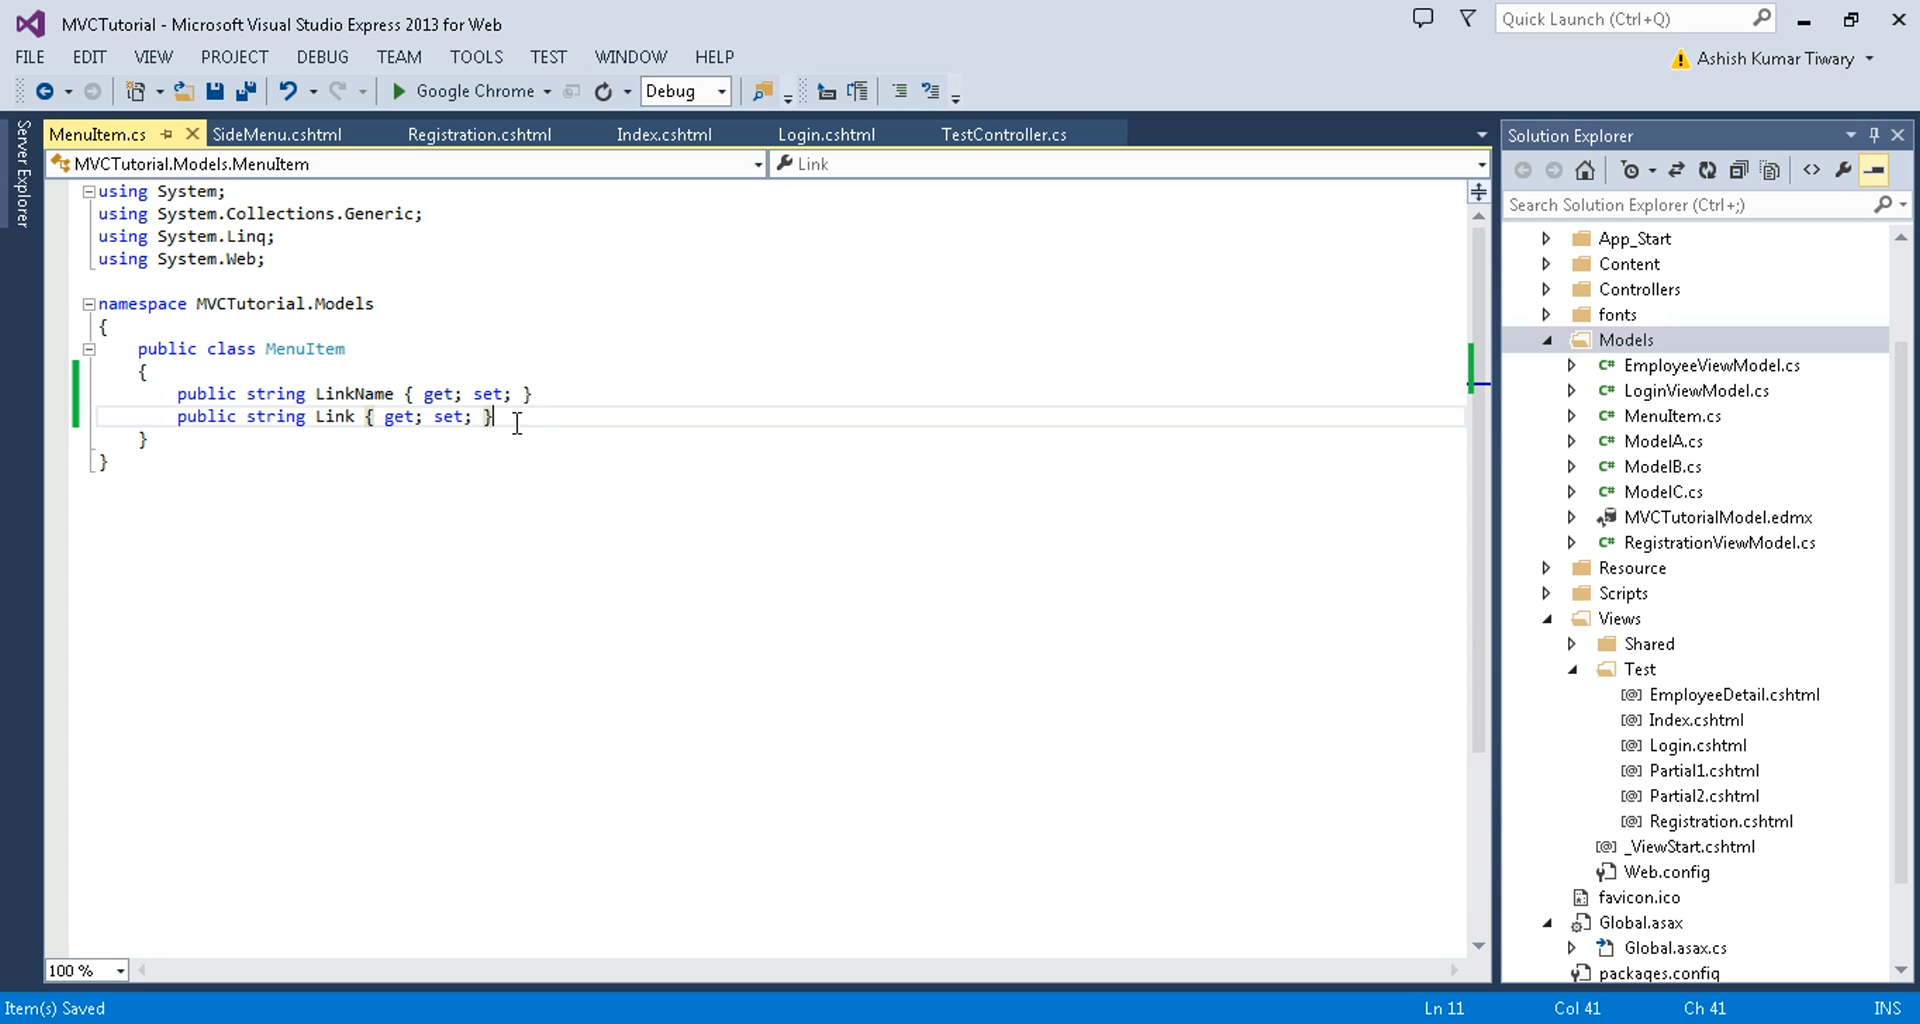 MVCTutorial - Microsoft Visual Studio Express 2013 for Web
Quick Launch (Ctrl+Q)
FILE EDIT VIEW PROJECT DEBUG TEAM TOOLS TEST WINDOW HELP
Ashish Kumar Tiwary
Google Chrome
Debug
Server Explorer
MenuItem.cs SideMenu.cshtml Registration.cshtml Index.cshtml Login.cshtml TestController.cs
MVCTutorial.Models.MenuItem
Link
using System;
using System.Collections.Generic;
using System.Linq;
using System.Web;
namespace MVCTutorial.Models
{
public class MenuItem
{
public string LinkName { get; set; }
public string Link { get; set; }
}
}
100 %
Solution Explorer
Search Solution Explorer (Ctrl+;)
App_Start
Content
Controllers
fonts
Models
C# EmployeeViewModel.cs
C# LoginViewModel.cs
C# MenuItem.cs
C# ModelA.cs
C# ModelB.cs
C# ModelC.cs
MVCTutorialModel.edmx
C# RegistrationViewModel.cs
Resource
Scripts
Views
Shared
Test
[@] EmployeeDetail.cshtml
[@] Index.cshtml
[@] Login.cshtml
[@] Partial1.cshtml
[@] Partial2.cshtml
[@] Registration.cshtml
[@] _ViewStart.cshtml
Web.config
favicon.ico
Global.asax
Global.asax.cs
packages.config
Item(s) Saved
Ln 11 Col 41 Ch 41 INS